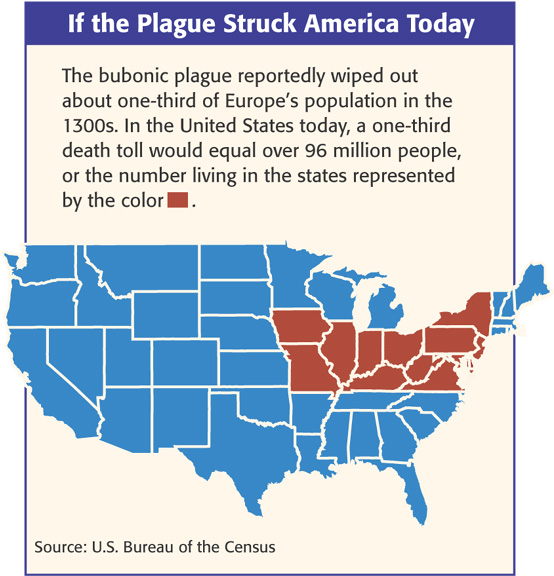 If the Plague Struck America Today
The bubonic plague reportedly wiped out
about one-third of Europe's population in the
1300s. In the United States today, a one-third
death toll would equal over 96 million people,
or the number living in the states represented
by the color .
Source: U.S. Bureau of the Census